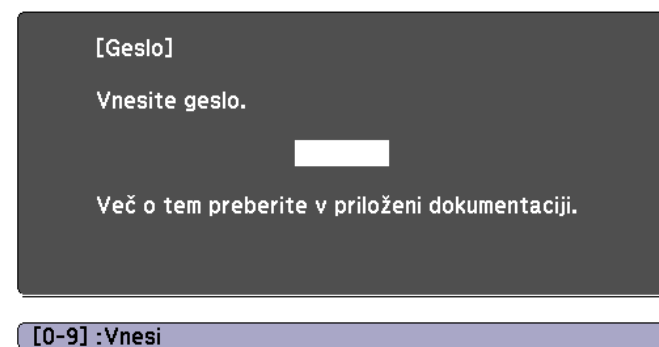 [Geslo]
Vnesite geslo.
Več o tem preberite v priloženi dokumentaciji.
[0-9] :Vnesi